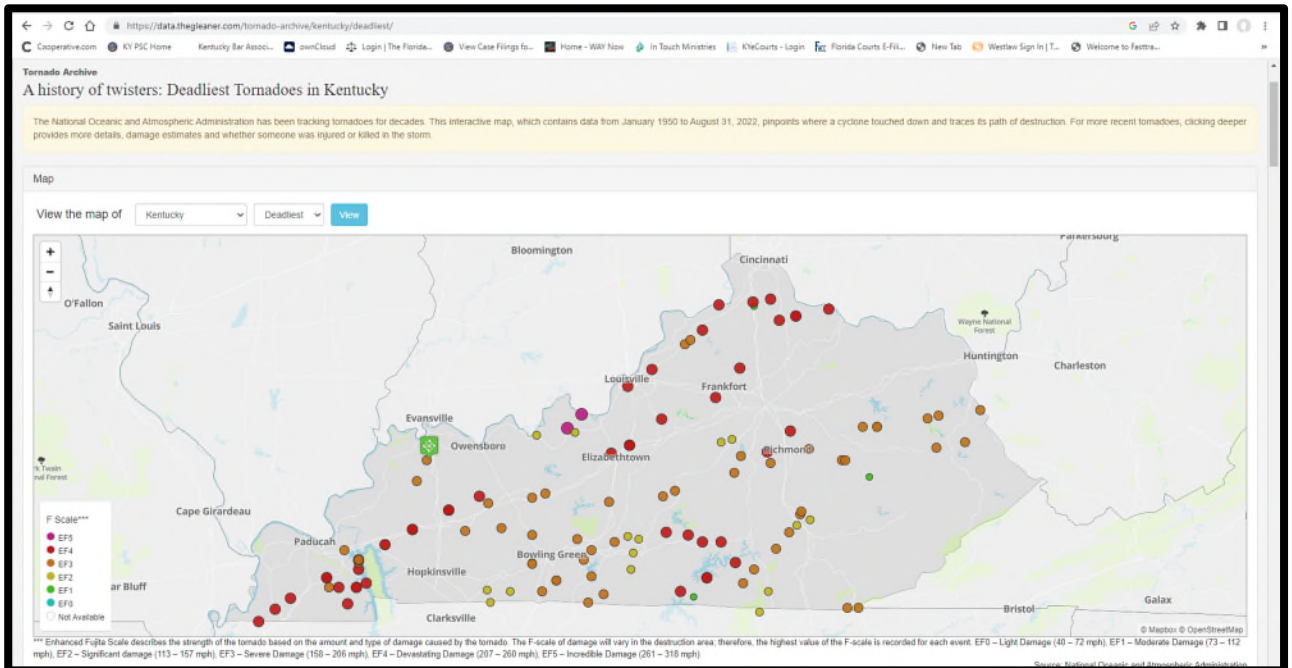 https://data.thegleaner.com/tornado-archive/kentucky/deadliest/
Cooperative.com KY PSC Home Kentucky Bar Associ... ownCloud Login | The Florida... View Case Filings fo... Home - WAY Now In Touch Ministries KYeCourts - Login Florida Courts E-Fili... New Tab Westlaw Sign In | T... Welcome to Fasttra...
Tornado Archive
A history of twisters: Deadliest Tornadoes in Kentucky
The National Oceanic and Atmospheric Administration has been tracking tornadoes for decades. This interactive map, which contains data from January 1950 to August 31, 2022, pinpoints where a cyclone touched down and traces its path of destruction. For more recent tornadoes, clicking deeper
provides more details, damage estimates and whether someone was injured or killed in the storm.
Map
View the map of Kentucky Deadliest View
Parkersburg
Bloomington
Cincinnati
O'Fallon
Saint Louis
Wayne National
Forest
Huntington
Charleston
Louisville
Frankfort
Evansville
Owensboro
Richmond
Elizabethtown
rk Twain
nal Forest
Cape Girardeau
Paducah
Bowling Green
Hopkinsville
ar Bluff
Clarksville
Bristol
Galax
F Scale***
EF5
EF4
EF3
EF2
EF1
EF0
Not Available
© Mapbox © OpenStreetMap
*** Enhanced Fujita Scale describes the strength of the tornado based on the amount and type of damage caused by the tornado. The F-scale of damage will vary in the destruction area; therefore, the highest value of the F-scale is recorded for each event. EF0 – Light Damage (40 – 72 mph), EF1 – Moderate Damage (73 – 112
mph), EF2 – Significant damage (113 – 157 mph), EF3 – Severe Damage (158 – 206 mph), EF4 – Devastating Damage (207 – 260 mph), EF5 – Incredible Damage (261 – 318 mph)
Source: National Oceanic and Atmospheric Administration